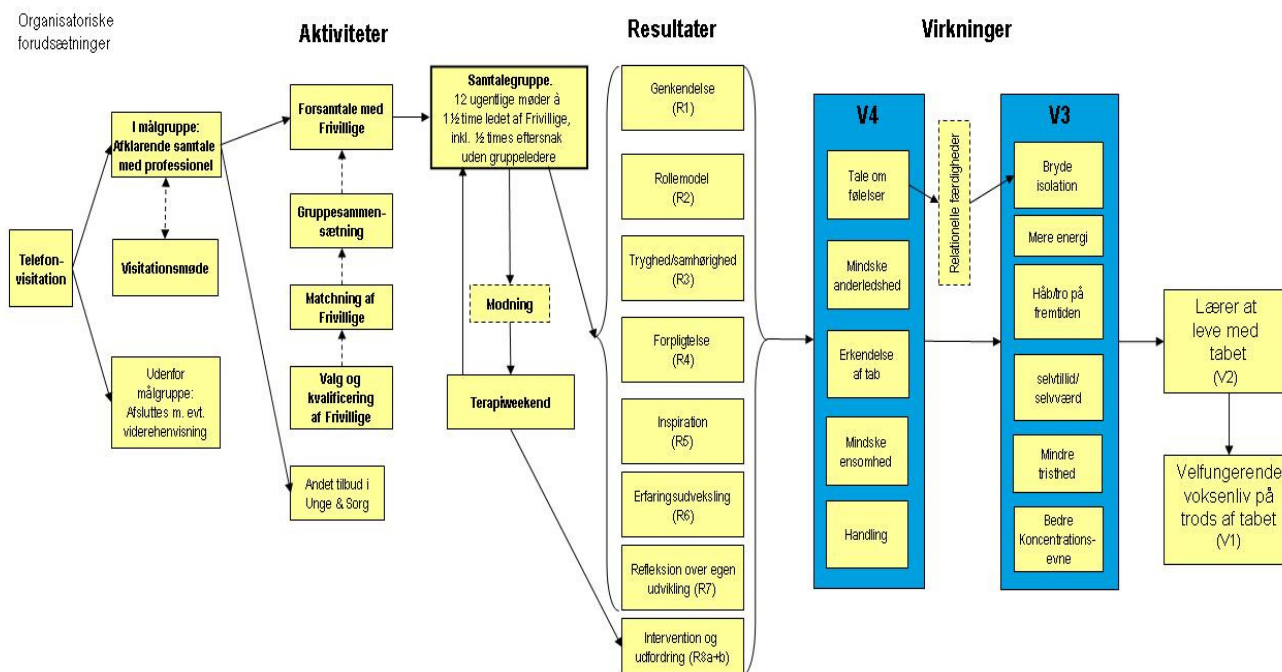 Organisatoriske
forudsætninger
Aktiviteter
Resultater
Virkninger
Telefon-
visitation
I målgruppe:
Afklarende samtale
med professionel
Visitationsmøde
Udenfor
målgruppe:
Afsluttes m. evt.
viderehenvisning
Forsamtale med
Frivillige
Gruppesammen-
sætning
Matchning af
Frivillige
Valg og
kvalificering
af Frivillige
Andet tilbud i
Unge & Sorg
Samtalegruppe.
12 ugentlige møder à
1½ time ledet af Frivillige,
inkl. ½ times eftersnak
uden gruppeledere
Modning
Terapiweekend
Genkendelse
(R1)
Rollemodel
(R2)
Tryghed/samhørighed
(R3)
Forpligtelse
(R4)
Inspiration
(R5)
Erfaringsudveksling
(R6)
Refleksion over egen
udvikling (R7)
Intervention og
udfordring (R8a+b)
V4
Tale om
følelser
Mindske
anderledshed
Erkendelse
af tab
Mindske
ensomhed
Handling
Relationelle færdigheder
V3
Bryde
isolation
Mere energi
Håb/tro på
fremtiden
selvtillid/
selvværd
Mindre
tristhed
Bedre
Koncentrations-
evne
Lærer at
leve med
tabet
(V2)
Velfungerende
voksenliv på
trods af tabet
(V1)